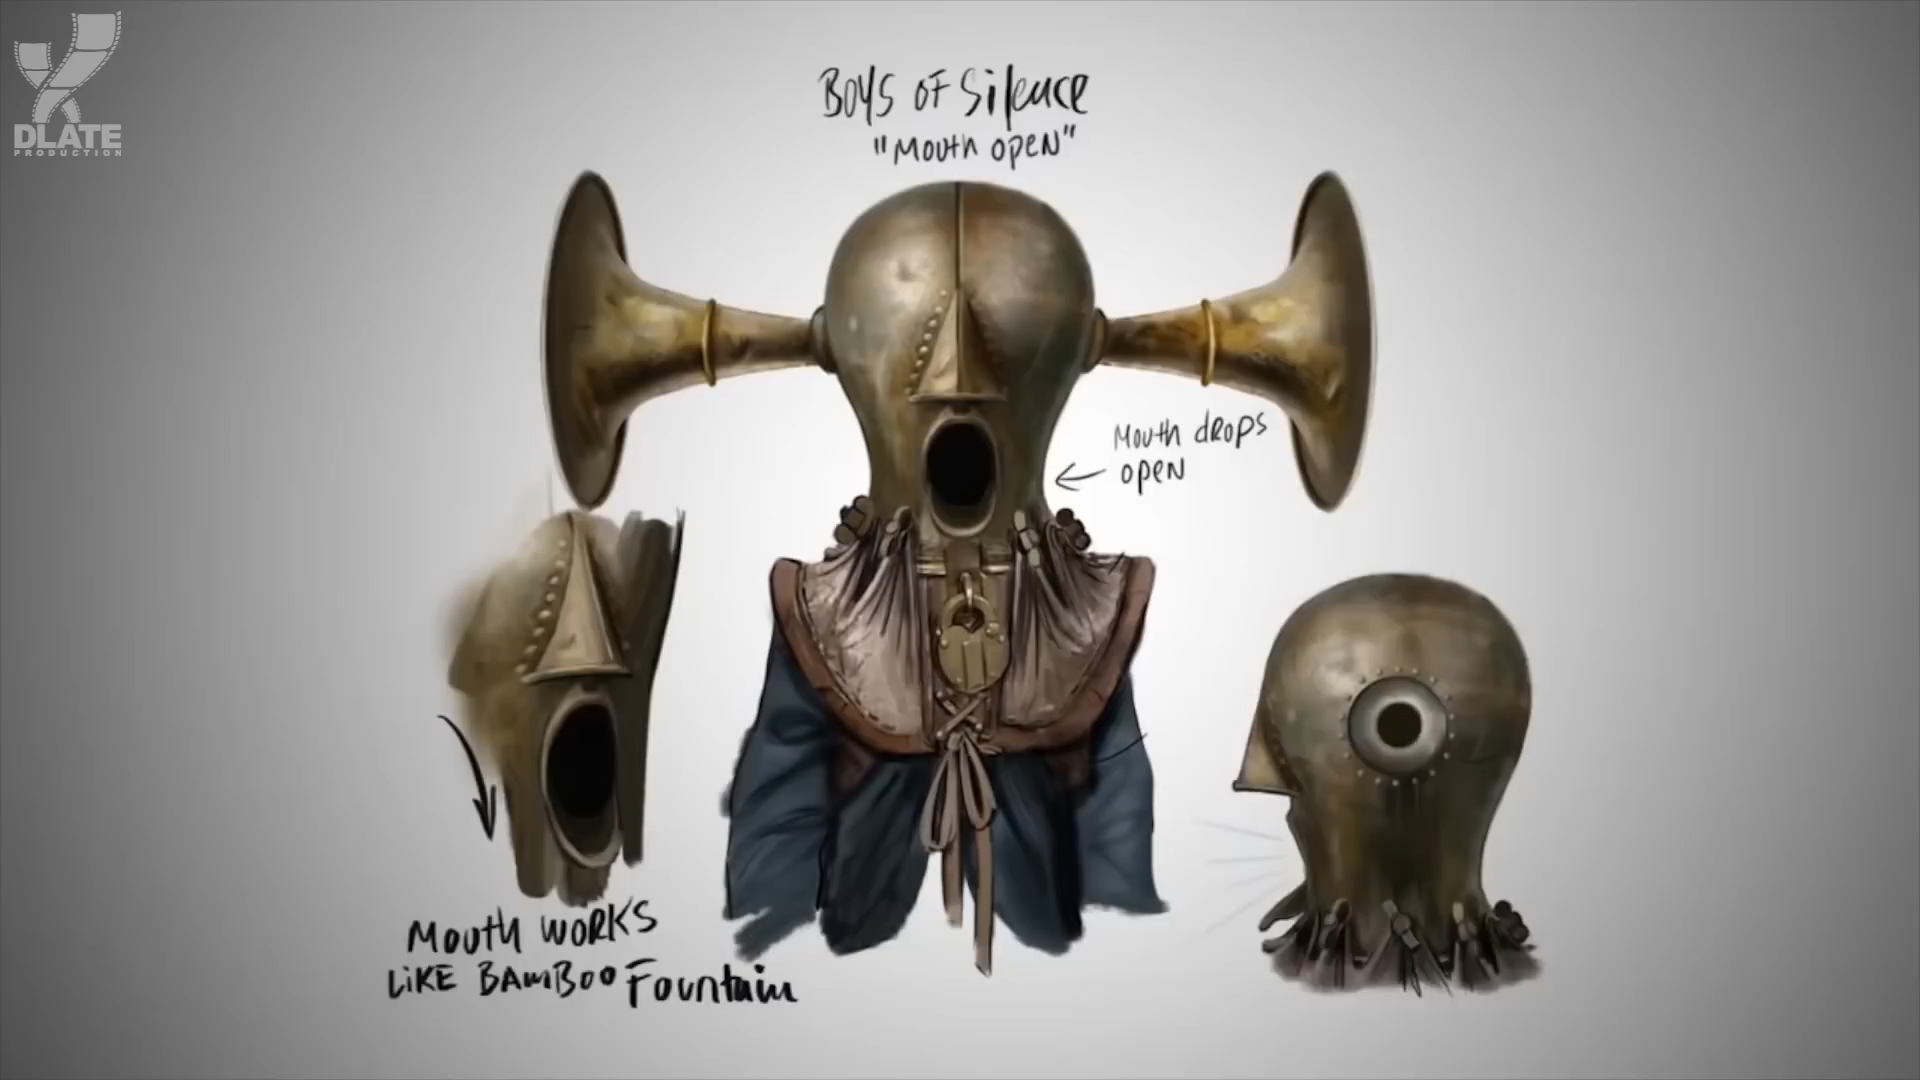 DLATE
PRODUCTION
BOYS OF Silence
"MOUTH OPEN"
MOUTH DROPS
OPEN
MOUTH WORKS
LIKE BAMBOO Fountain